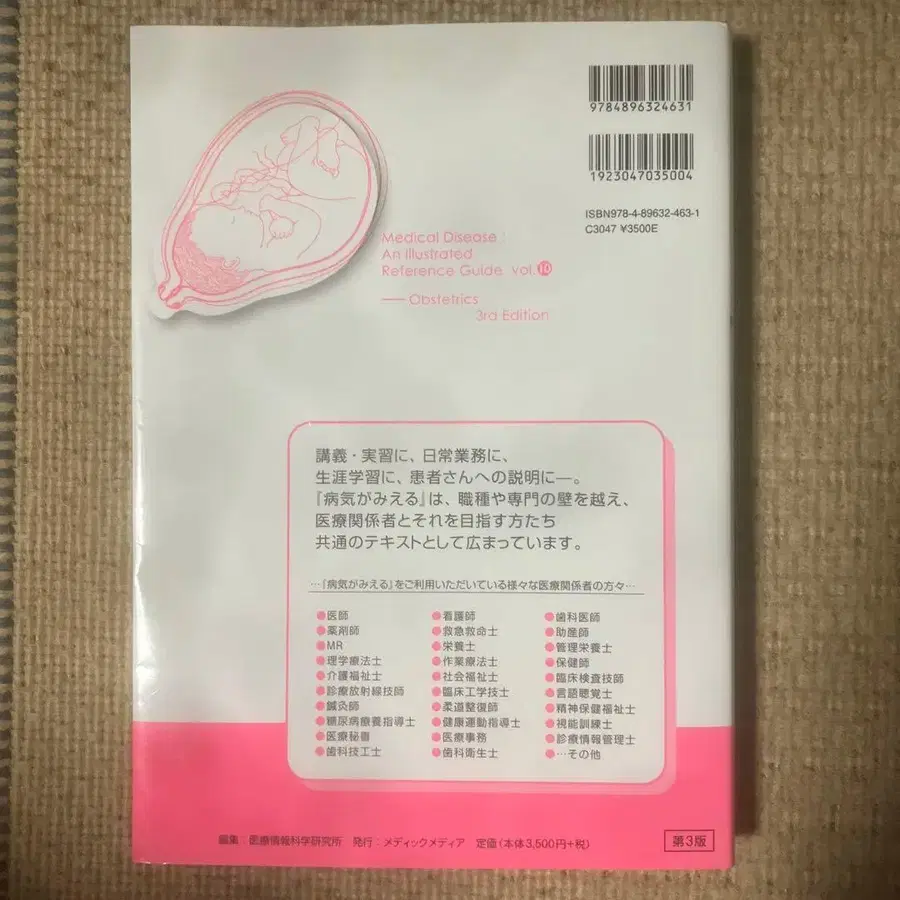 9784896324631
1923047035004
ISBN978-4-89632-463-1
C3047 ¥3500E
Medical Disease :
An Illustrated
Reference Guide vol.10
Obstetrics
3rd Edition
講義・実習に、日常業務に、
生涯学習に、患者さんへの説明に―。
『病気がみえる』は、職種や専門の壁を越え、
医療関係者とそれを目指す方たち
共通のテキストとして広まっています。
…『病気がみえる』をご利用いただいている様々な医療関係者の方々…
●医師 ●看護師 ●歯科医師
●薬剤師 ●救急救命士 ●助産師
●MR ●栄養士 ●管理栄養士
●理学療法士 ●作業療法士 ●保健師
●介護福祉士 ●社会福祉士 ●臨床検査技師
●診療放射線技師 ●臨床工学技士 ●言語聴覚士
●鍼灸師 ●柔道整復師 ●精神保健福祉士
●糖尿病療養指導士 ●健康運動指導士 ●視能訓練士
●医療秘書 ●医療事務 ●診療情報管理士
●歯科技工士 ●歯科衛生士 ●…その他
編集：医療情報科学研究所 発行：メディックメディア 定価（本体3,500円+税）
第3版